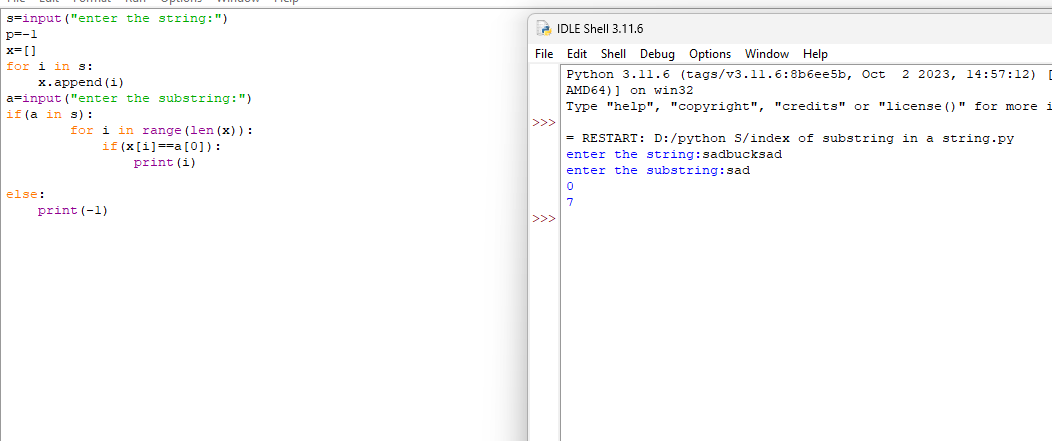 File Edit Format Run Options Window Help
s=input("enter the string:")
p=-1
x=[]
for i in s:
    x.append(i)
a=input("enter the substring:")
if(a in s):
        for i in range(len(x)):
            if(x[i]==a[0]):
                print(i)
else:
    print(-1)
IDLE Shell 3.11.6
File Edit Shell Debug Options Window Help
Python 3.11.6 (tags/v3.11.6:8b6ee5b, Oct  2 2023, 14:57:12) [
AMD64)] on win32
Type "help", "copyright", "credits" or "license()" for more i
>>>
= RESTART: D:/python S/index of substring in a string.py
enter the string:sadbucksad
enter the substring:sad
0
7
>>>